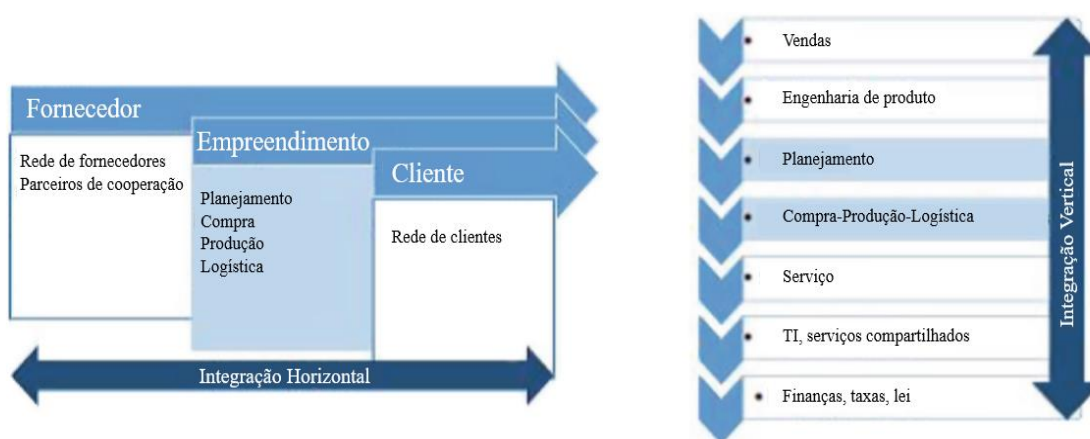 Fornecedor
Rede de fornecedores
Parceiros de cooperação
Empreendimento
Planejamento
Compra
Produção
Logística
Cliente
Rede de clientes
Integração Horizontal
Vendas
Engenharia de produto
Planejamento
Compra-Produção-Logística
Serviço
TI, serviços compartilhados
Finanças, taxas, lei
Integração Vertical